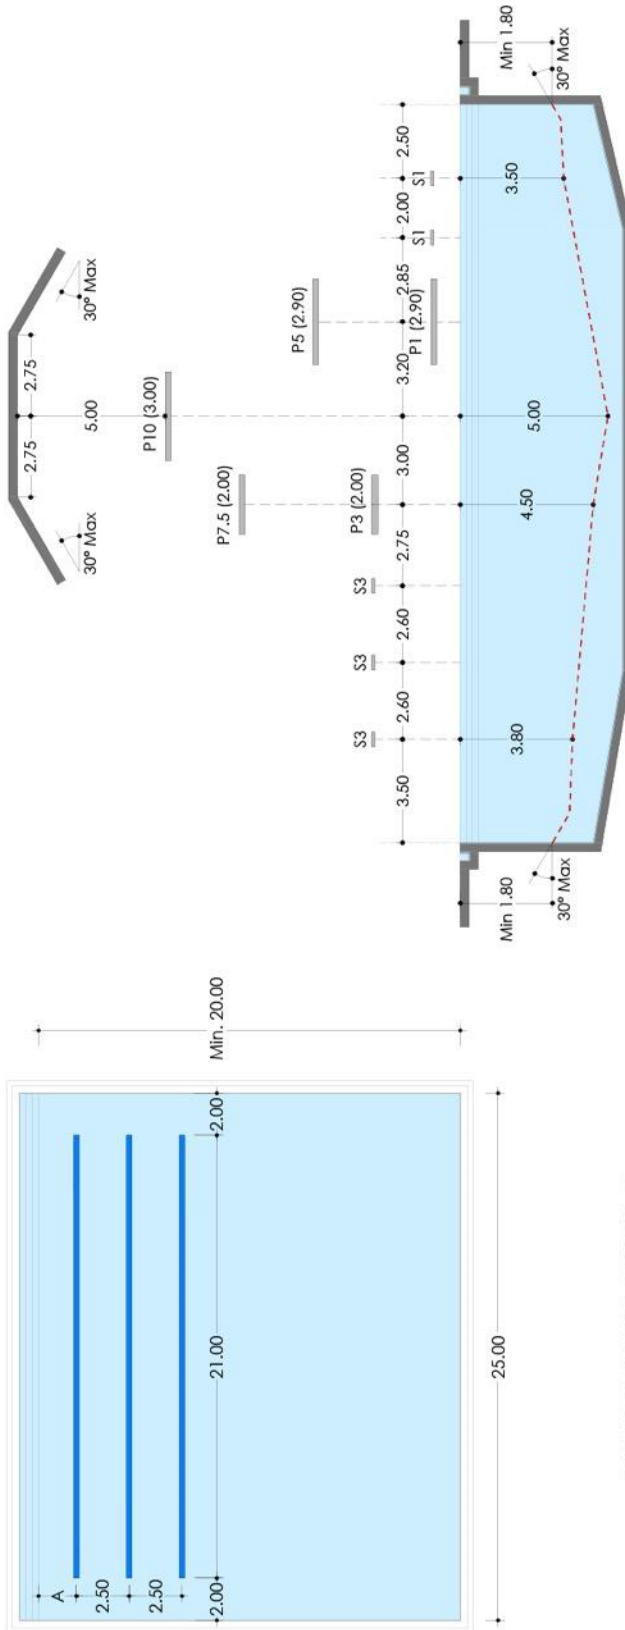 Min. 20.00
A
2.50
2.50
2.00
21.00
2.00
25.00
30° Max
2.75
2.75
30° Max
5.00
P10 (3.00)
P7.5 (2.00)
P5 (2.90)
S3
S3
S3
P3 (2.00)
P1 (2.90)
S1
S1
3.50
2.60
2.60
2.75
3.00
3.20
2.85
2.00
2.50
Min 1.80
3.80
4.50
5.00
3.50
Min 1.80
30° Max
30° Max